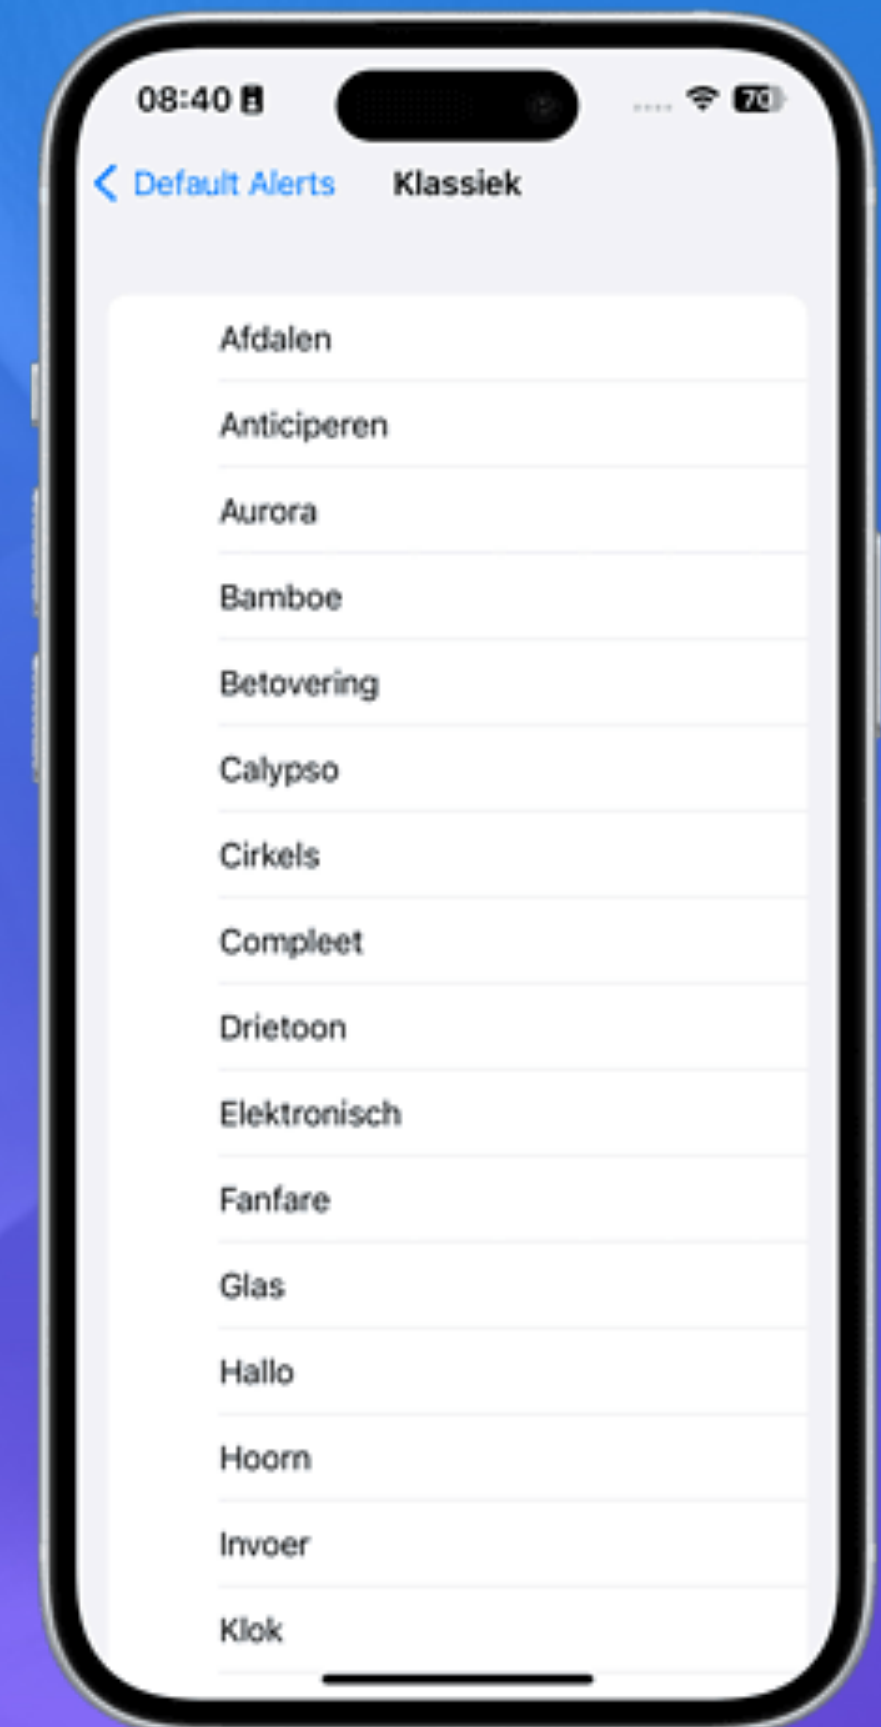 08:40
70
Default Alerts Klassiek
Afdalen
Anticiperen
Aurora
Bamboe
Betovering
Calypso
Cirkels
Compleet
Drietoon
Elektronisch
Fanfare
Glas
Hallo
Hoorn
Invoer
Klok